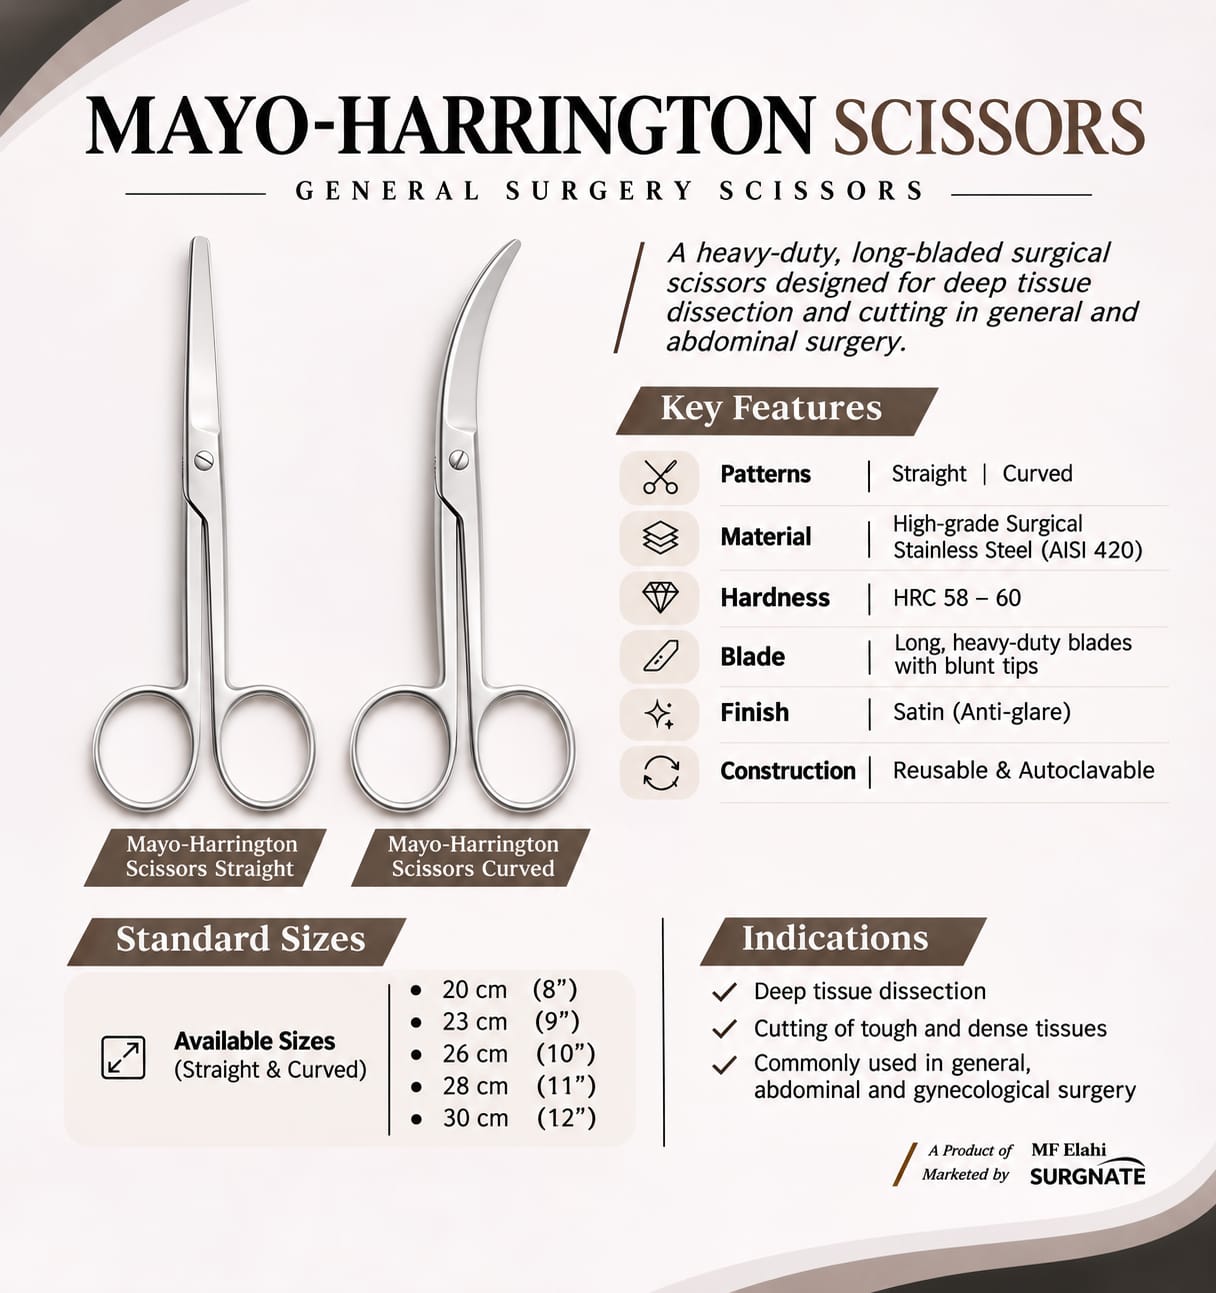 MAYO-HARRINGTON SCISSORS
GENERAL SURGERY SCISSORS
A heavy-duty, long-bladed surgical
scissors designed for deep tissue
dissection and cutting in general and
abdominal surgery.
Key Features
Patterns | Straight | Curved
Material | High-grade Surgical
Stainless Steel (AISI 420)
Hardness | HRC 58 – 60
Blade | Long, heavy-duty blades
with blunt tips
Finish | Satin (Anti-glare)
Construction | Reusable & Autoclavable
Mayo-Harrington
Scissors Straight
Mayo-Harrington
Scissors Curved
Standard Sizes
Available Sizes
(Straight & Curved)
• 20 cm (8”)
• 23 cm (9”)
• 26 cm (10”)
• 28 cm (11”)
• 30 cm (12”)
Indications
✓ Deep tissue dissection
✓ Cutting of tough and dense tissues
✓ Commonly used in general,
abdominal and gynecological surgery
A Product of MF Elahi
Marketed by SURGNATE